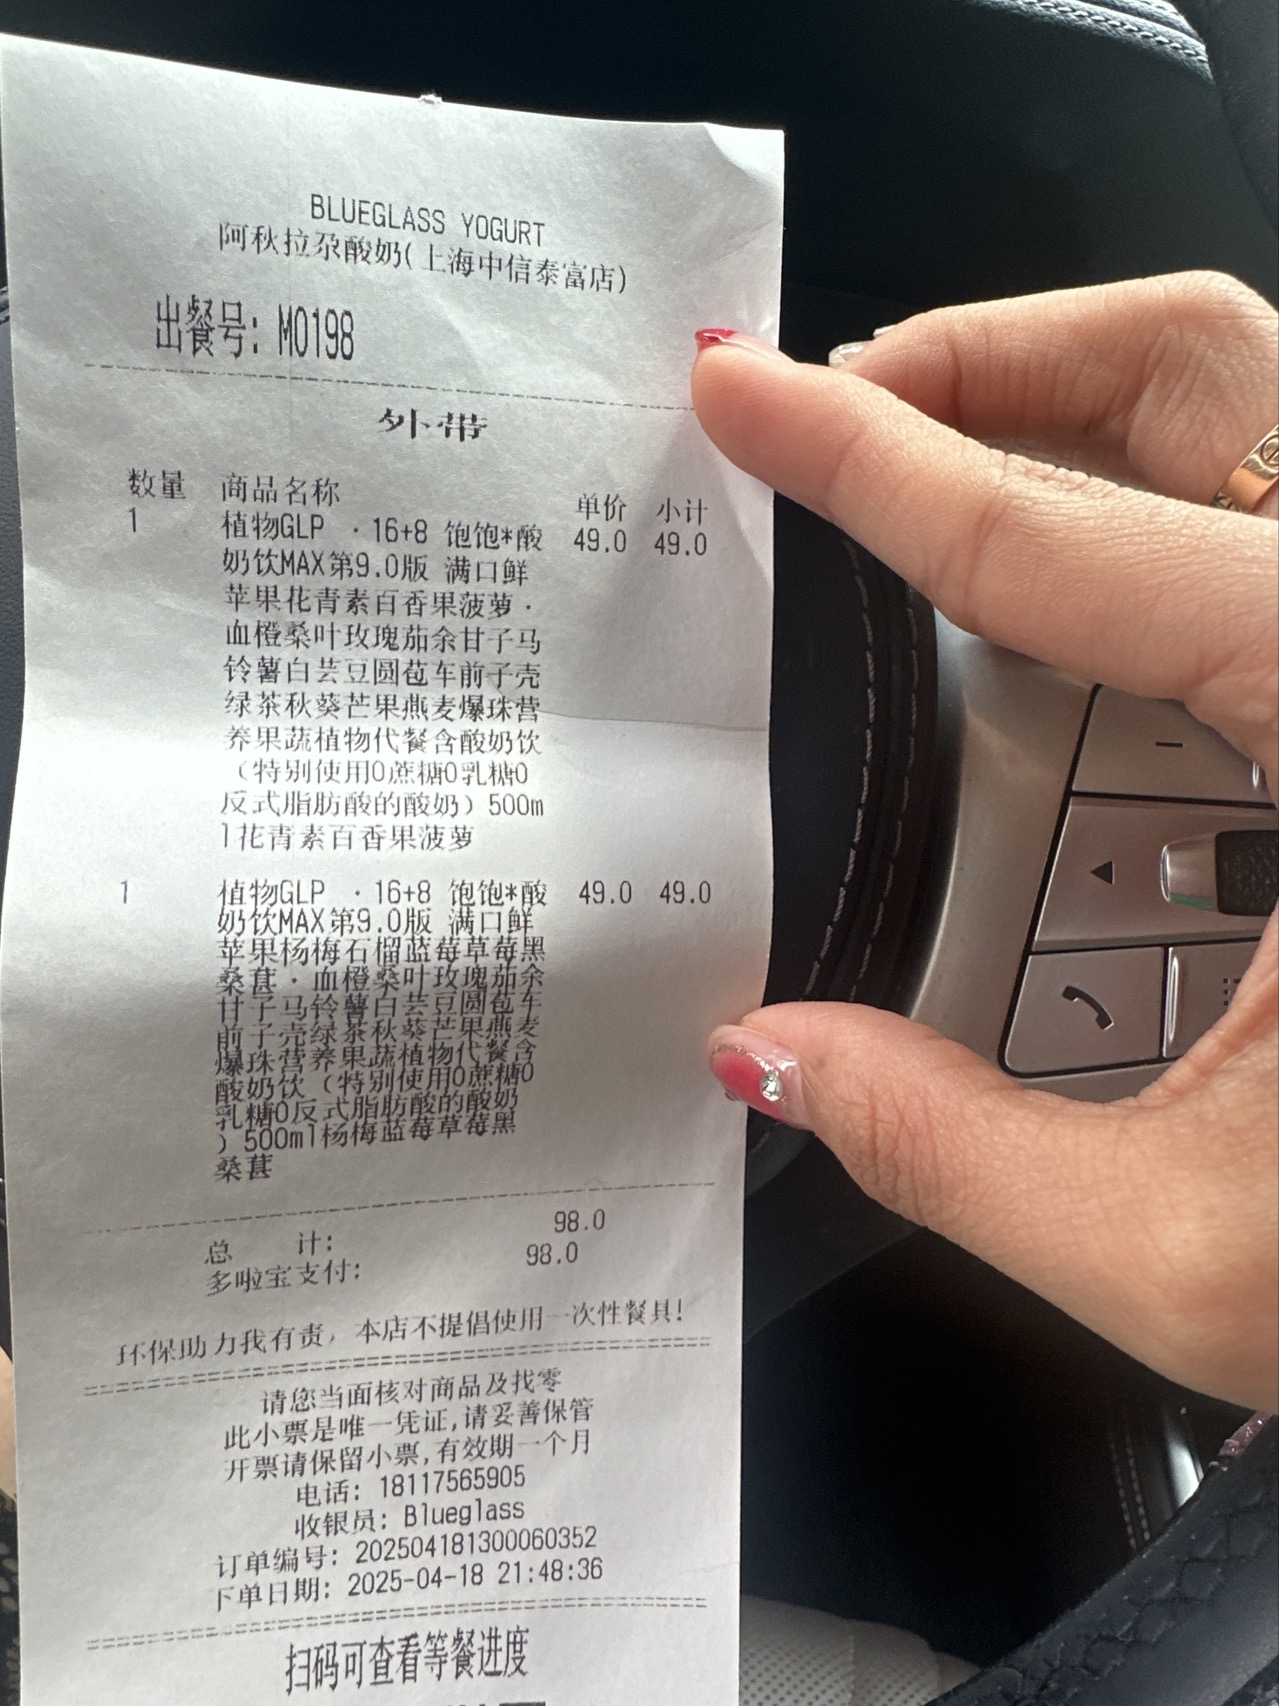 BLUEGLASS YOGURT
阿秋拉尕酸奶(上海中信泰富店)
出餐号: M0198
外带
数量 商品名称 单价 小计
1 植物GLP ·16+8 饱饱*酸 49.0 49.0
奶饮MAX第9.0版 满口鲜
苹果花青素百香果菠萝·
血橙桑叶玫瑰茄余甘子马
铃薯白芸豆圆苞车前子壳
绿茶秋葵芒果燕麦爆珠营
养果蔬植物代餐含酸奶饮
（特别使用0蔗糖0乳糖0
反式脂肪酸的酸奶）500m
l花青素百香果菠萝
1 植物GLP ·16+8 饱饱*酸 49.0 49.0
奶饮MAX第9.0版 满口鲜
苹果杨梅石榴蓝莓草莓黑
桑葚·血橙桑叶玫瑰茄余
甘子马铃薯白芸豆圆苞车
前子壳绿茶秋葵芒果燕麦
爆珠营养果蔬植物代餐含
酸奶饮（特别使用0蔗糖0
乳糖0反式脂肪酸的酸奶
）500ml杨梅蓝莓草莓黑
桑葚
总 计: 98.0
多啦宝支付: 98.0
环保助力我有责，本店不提倡使用一次性餐具!
请您当面核对商品及找零
此小票是唯一凭证,请妥善保管
开票请保留小票,有效期一个月
电话: 18117565905
收银员: Blueglass
订单编号: 202504181300060352
下单日期: 2025-04-18 21:48:36
扫码可查看等餐进度